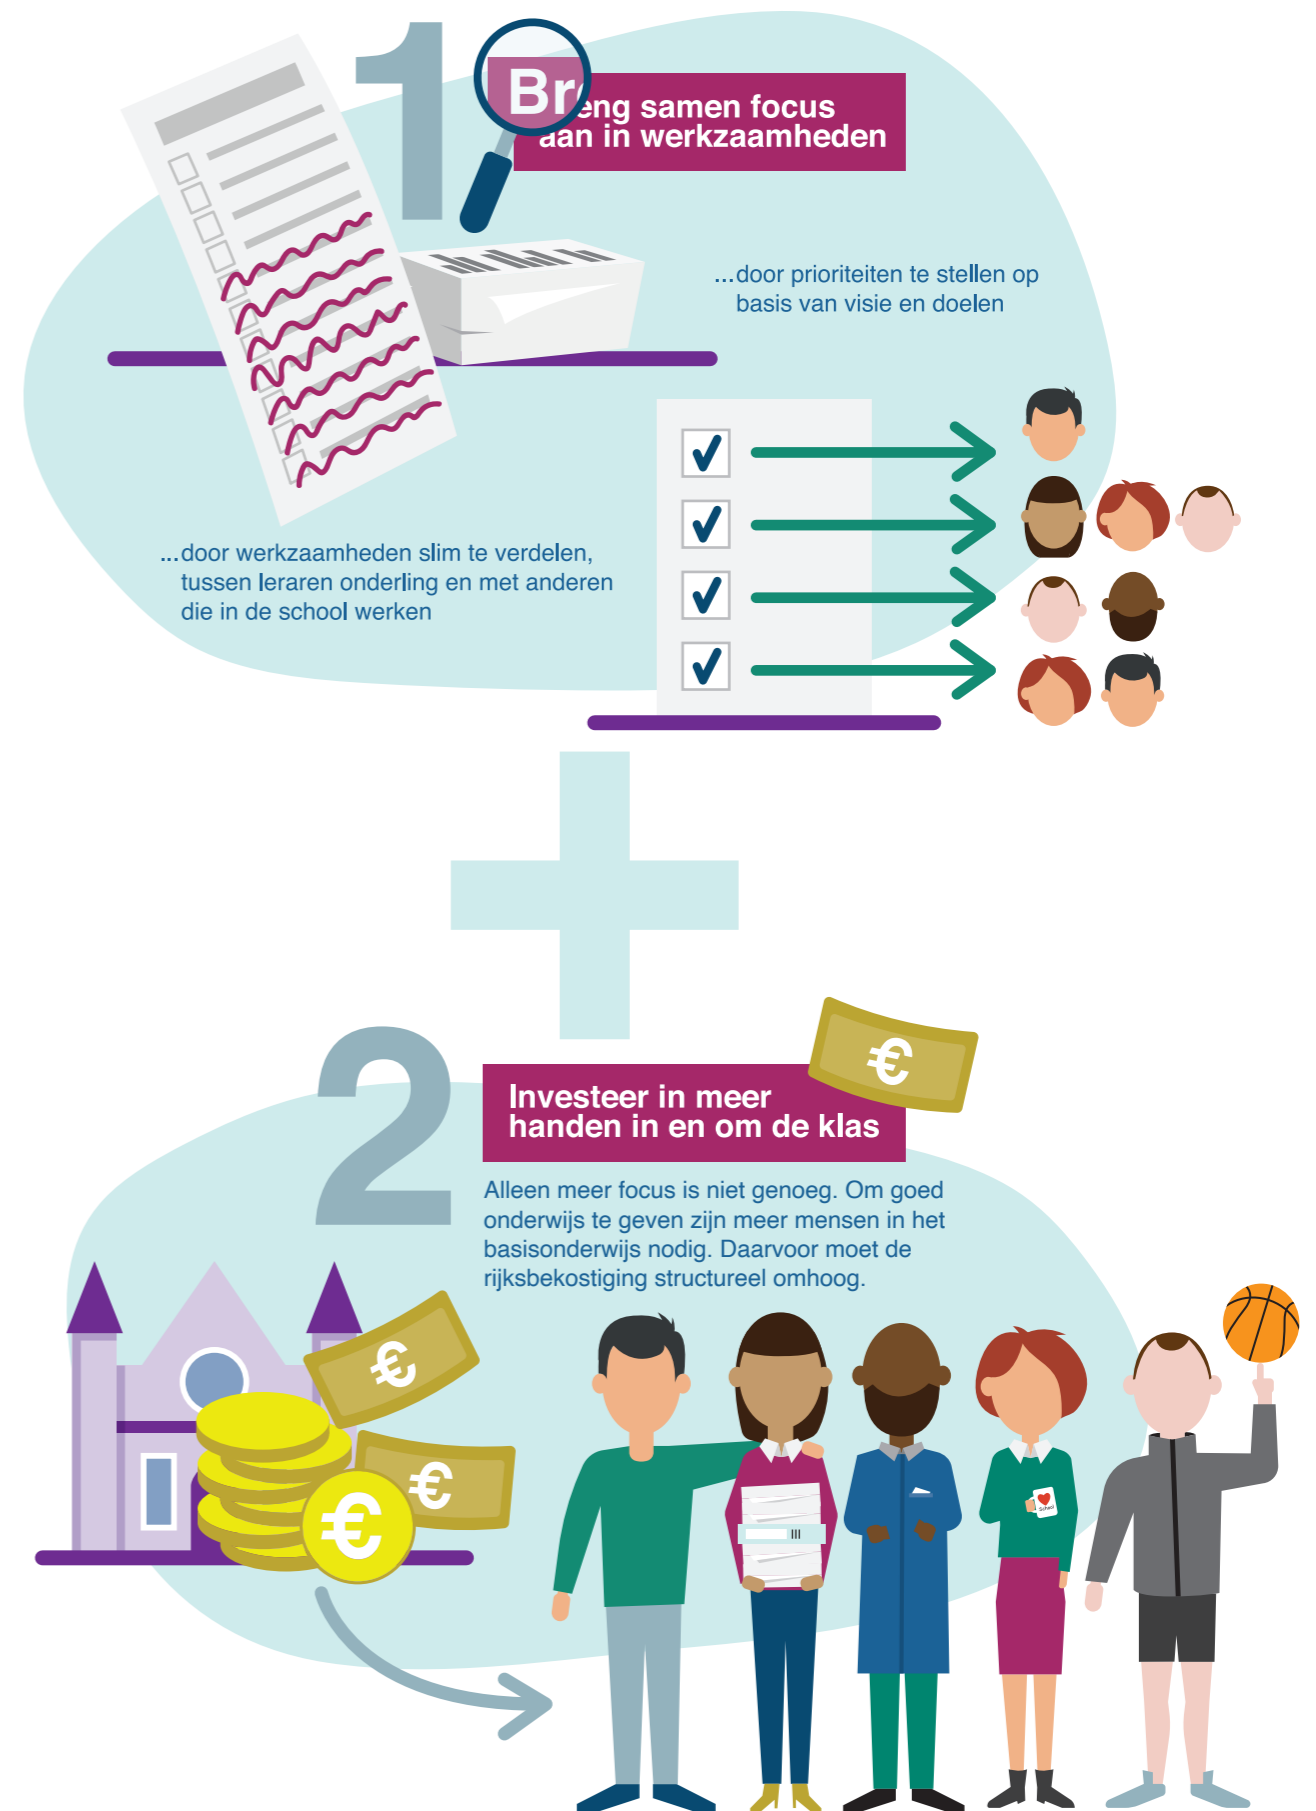 1
Breng samen focus
aan in werkzaamheden
...door prioriteiten te stellen op
basis van visie en doelen
...door werkzaamheden slim te verdelen,
tussen leraren onderling en met anderen
die in de school werken
2
€
Investeer in meer
handen in en om de klas
Alleen meer focus is niet genoeg. Om goed
onderwijs te geven zijn meer mensen in het
basisonderwijs nodig. Daarvoor moet de
rijksbekostiging structureel omhoog.
€
€
€
School